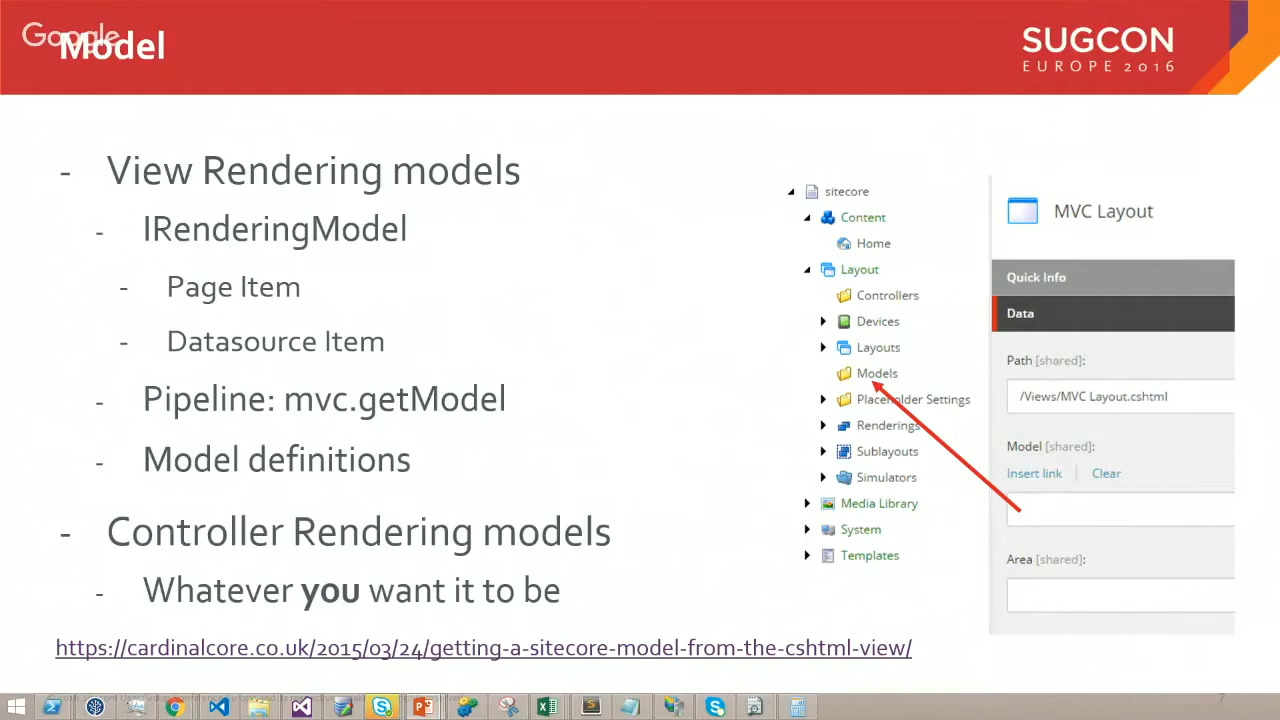 Google
Model
SUGCON
EUROPE 2016
- View Rendering models
- IRenderingModel
- Page Item
- Datasource Item
- Pipeline: mvc.getModel
- Model definitions
- Controller Rendering models
- Whatever you want it to be
https://cardinalcore.co.uk/2015/03/24/getting-a-sitecore-model-from-the-cshtml-view/
sitecore
Content
Home
Layout
Controllers
Devices
Layouts
Models
Placeholder Settings
Renderings
Sublayouts
Simulators
Media Library
System
Templates
MVC Layout
Quick Info
Data
Path [shared]:
/Views/MVC Layout.cshtml
Model [shared]:
Insert link
Clear
Area [shared]:
7